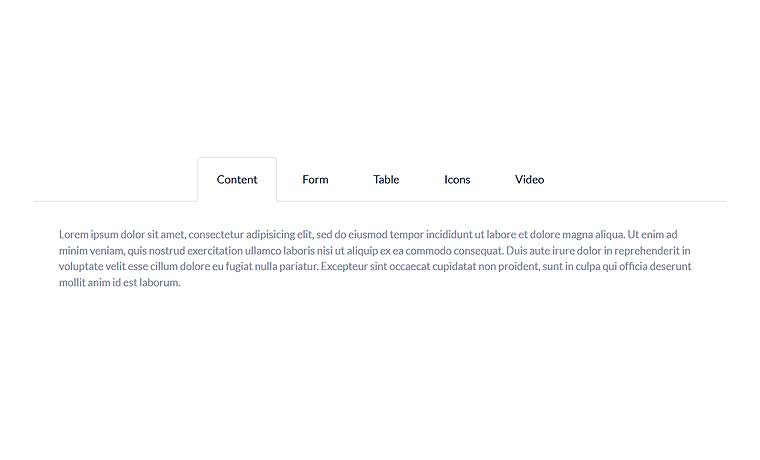 Content Form Table Icons Video
Lorem ipsum dolor sit amet, consectetur adipisicing elit, sed do eiusmod tempor incididunt ut labore et dolore magna aliqua. Ut enim ad
minim veniam, quis nostrud exercitation ullamco laboris nisi ut aliquip ex ea commodo consequat. Duis aute irure dolor in reprehenderit in
voluptate velit esse cillum dolore eu fugiat nulla pariatur. Excepteur sint occaecat cupidatat non proident, sunt in culpa qui officia deserunt
mollit anim id est laborum.